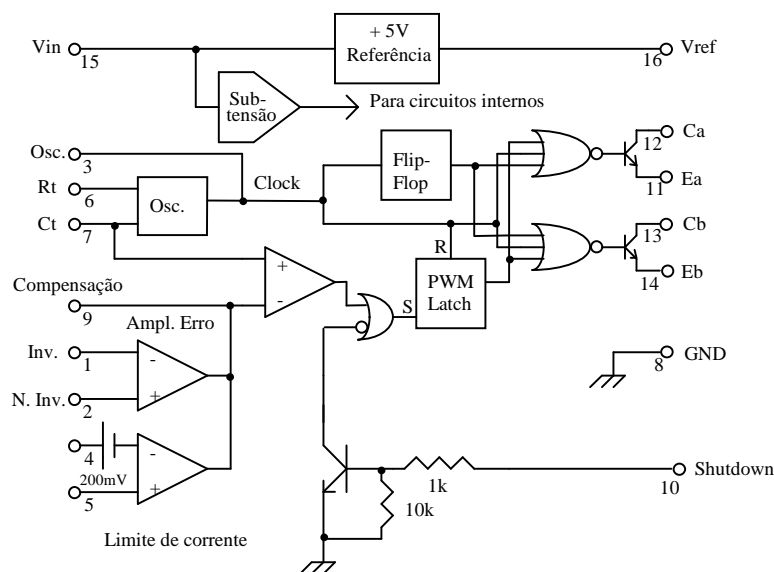 Vin
15
+ 5V
Referência
16
Vref
Sub-
tensão
Para circuitos internos
12
Ca
Osc.
3
Flip-
Flop
11
Ea
Clock
Rt
6
Osc.
Ct
7
13
Cb
R
+
-
PWM
Latch
S
14
Eb
Compensação
9
Ampl. Erro
Inv.
1
-
8
GND
N. Inv.
2
+
4
200mV
-
5
+
1k
10
Shutdown
10k
Limite de corrente